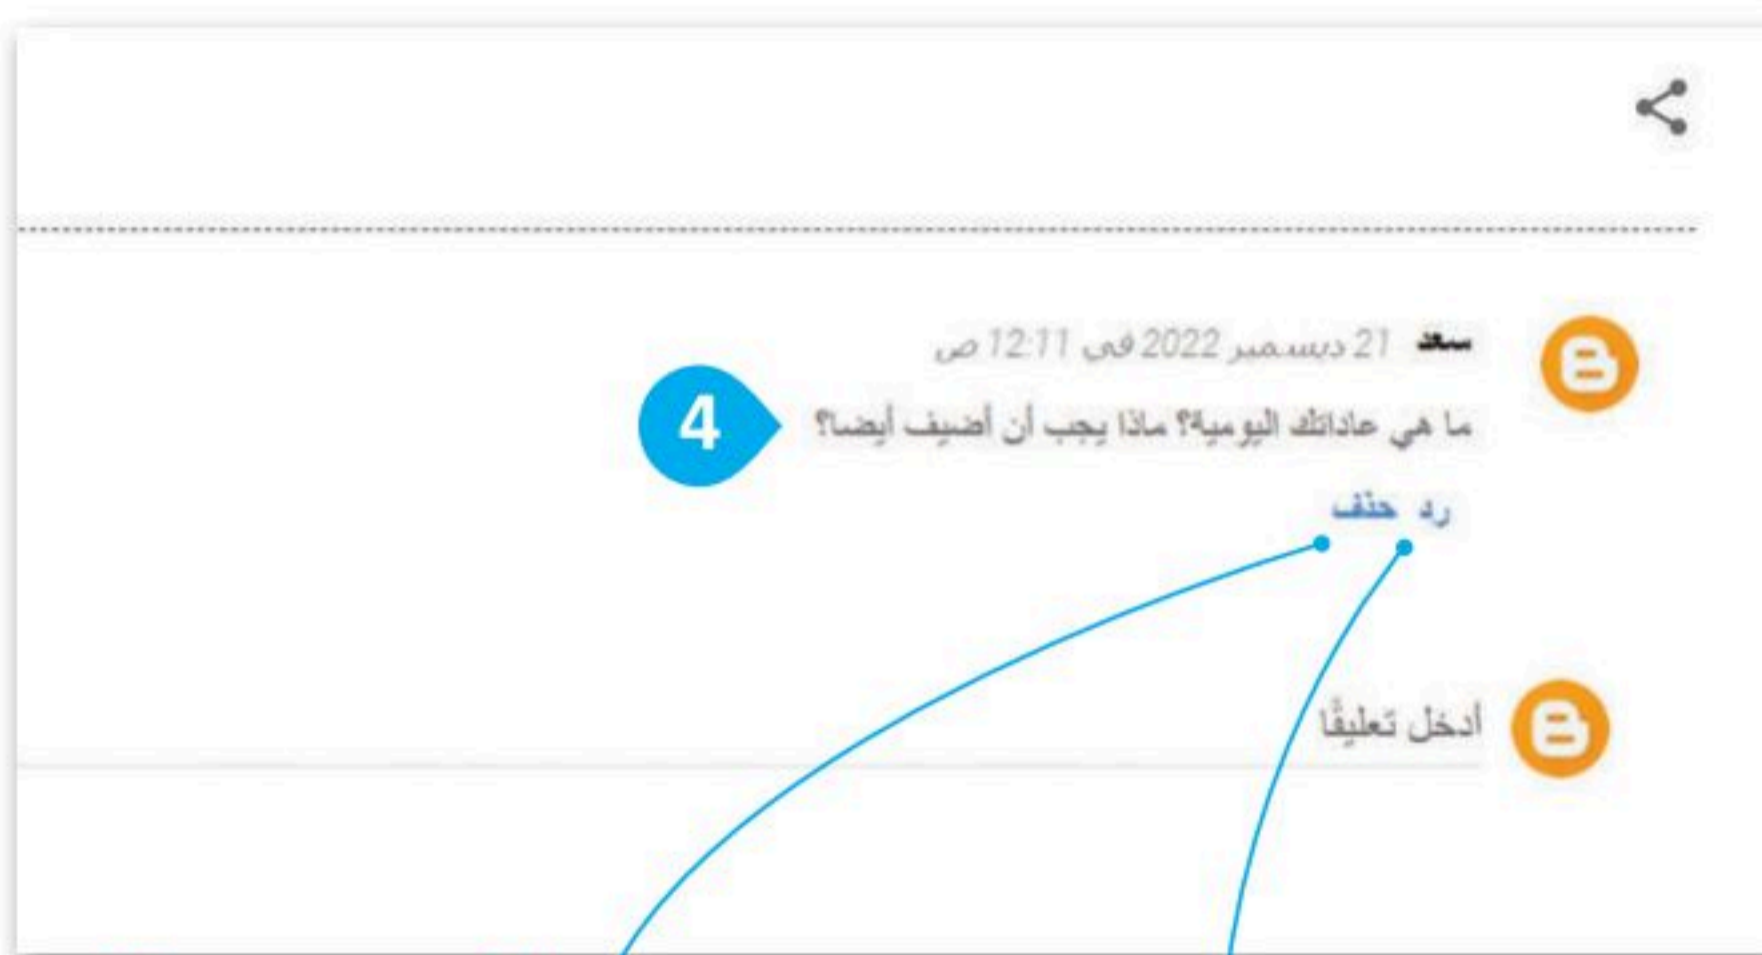 سعد 21 ديسمبر 2022 في 12:11 ص
ما هي عاداتك اليومية؟ ماذا يجب أن أضيف أيضا؟
4
رد حذف
أدخل تعليقًا